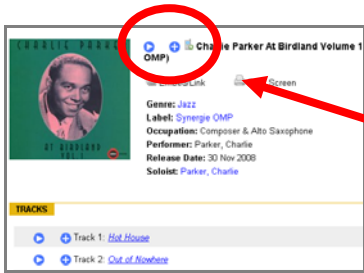 CHARLIE PARKER
AT BIRDLAND
VOL. 1
Charlie Parker At Birdland Volume 1
OMP)
Link
Screen
Genre: Jazz
Label: Synergie OMP
Occupation: Composer & Alto Saxophone
Performer: Parker, Charlie
Release Date: 30 Nov 2008
Soloist: Parker, Charlie
TRACKS
Track 1: Hot House
Track 2: Out of Nowhere